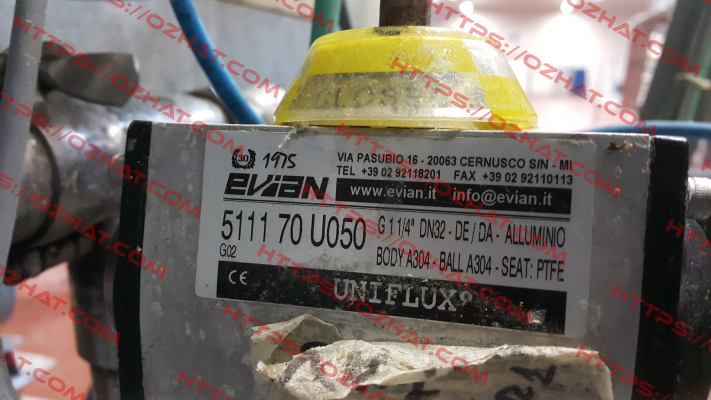 CLOSED
30 1975
VIA PASUBIO 16 - 20063 CERNUSCO S/N - MI
TEL +39 02 92118201 FAX +39 02 92110113
EVIAN
www.evian.it info@evian.it
5111 70 U050
G 1 1/4" DN32 - DE / DA - ALLUMINIO
G02
BODY A304 - BALL A304 - SEAT: PTFE
CE
UNIFLUX®
HTTPS://OZHAT.COM